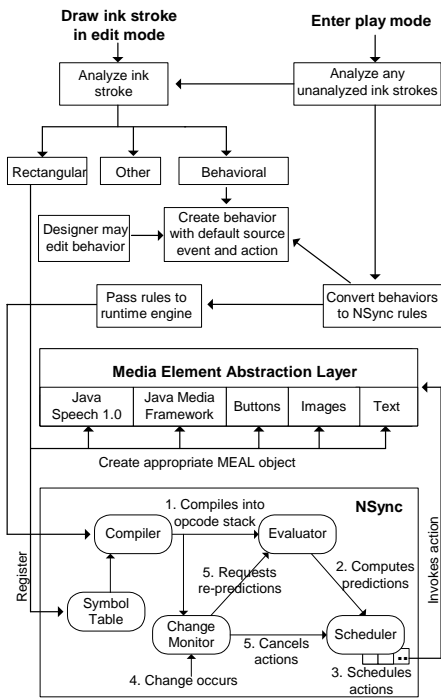 Draw ink stroke
in edit mode
Enter play mode
Analyze ink
stroke
Analyze any
unanalyzed ink strokes
Rectangular
Other
Behavioral
Designer may
edit behavior
Create behavior
with default source
event and action
Pass rules to
runtime engine
Convert behaviors
to NSync rules
Media Element Abstraction Layer
Java
Speech 1.0
Java Media
Framework
Buttons
Images
Text
Create appropriate MEAL object
NSync
1. Compiles into
opcode stack
Compiler
Evaluator
Register
5. Requests
re-predictions
2. Computes
predictions
Invokes action
Symbol
Table
Change
Monitor
5. Cancels
actions
Scheduler
4. Change occurs
3. Schedules
actions